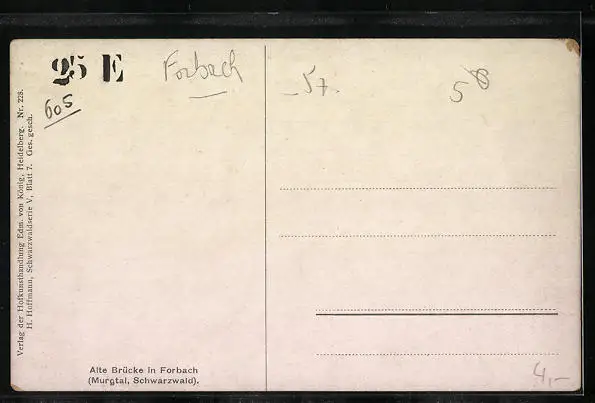 25 E
Forbach
605
57.
58
Verlag der Hofkunsthandlung Edm. von König, Heidelberg. Nr. 228.
H. Hoffmann, Schwarzwaldserie V, Blatt 7. Ges. gesch.
Alte Brücke in Forbach
(Murgtal, Schwarzwald).
4,-